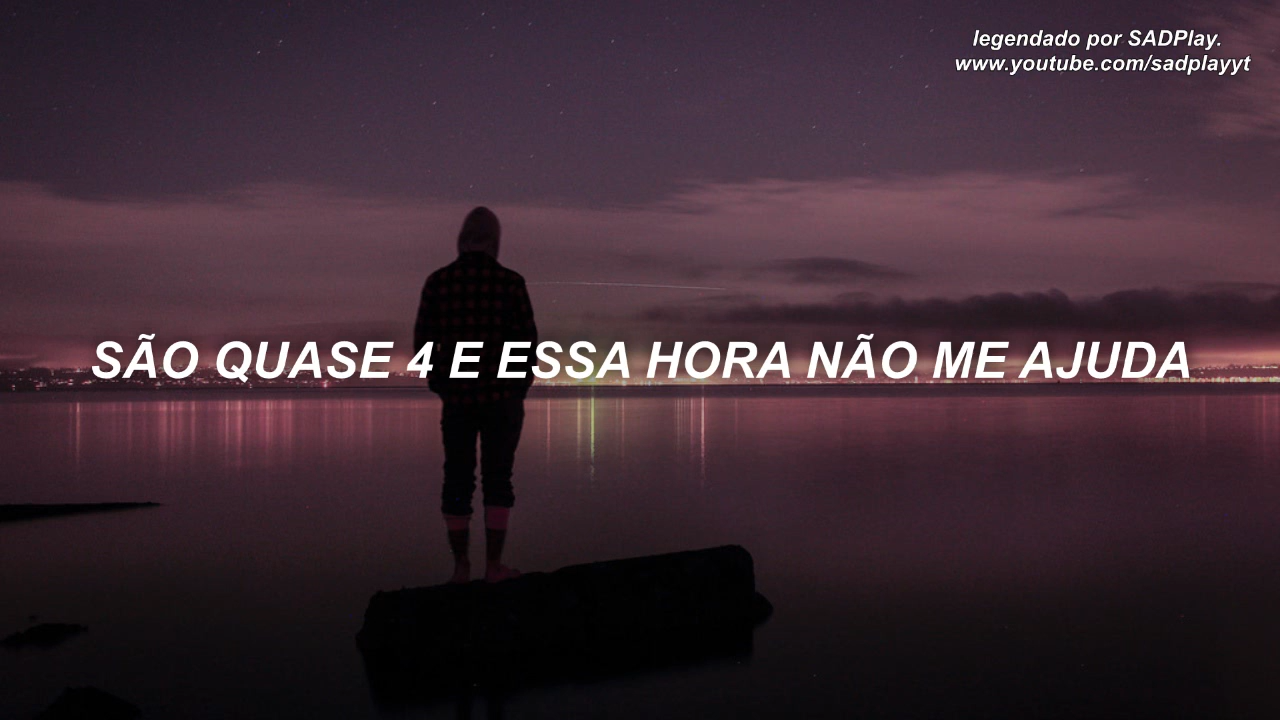 legendado por SADPlay.
www.youtube.com/sadplayyt
SÃO QUASE 4 E ESSA HORA NÃO ME AJUDA